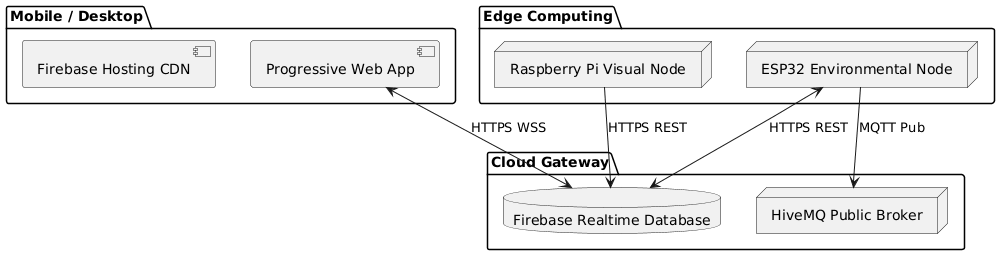 Mobile / Desktop
Edge Computing
Firebase Hosting CDN
Progressive Web App
Raspberry Pi Visual Node
ESP32 Environmental Node
HTTPS WSS
HTTPS REST
HTTPS REST
MQTT Pub
Cloud Gateway
Firebase Realtime Database
HiveMQ Public Broker